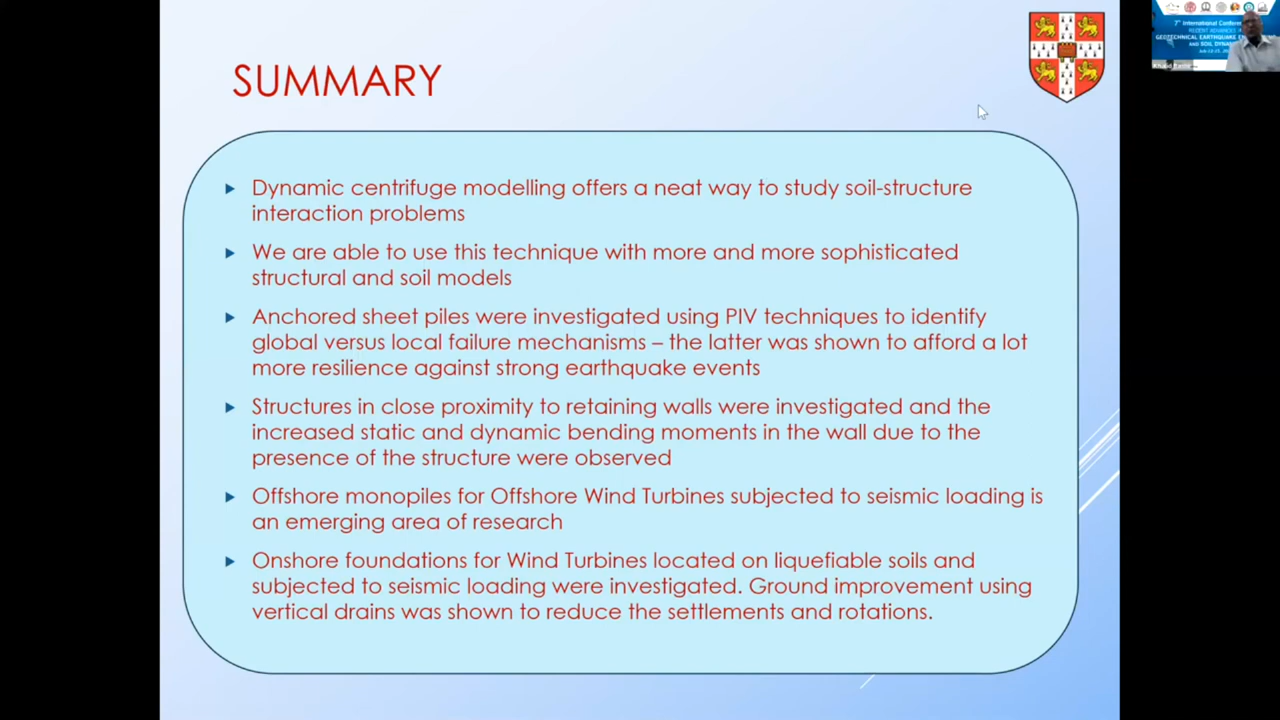 SUMMARY
Dynamic centrifuge modelling offers a neat way to study soil-structure
interaction problems
We are able to use this technique with more and more sophisticated
structural and soil models
Anchored sheet piles were investigated using PIV techniques to identify
global versus local failure mechanisms – the latter was shown to afford a lot
more resilience against strong earthquake events
Structures in close proximity to retaining walls were investigated and the
increased static and dynamic bending moments in the wall due to the
presence of the structure were observed
Offshore monopiles for Offshore Wind Turbines subjected to seismic loading is
an emerging area of research
Onshore foundations for Wind Turbines located on liquefiable soils and
subjected to seismic loading were investigated. Ground improvement using
vertical drains was shown to reduce the settlements and rotations.
7th International
GEOTECHNICAL EARTHQUAKE
AND SOIL